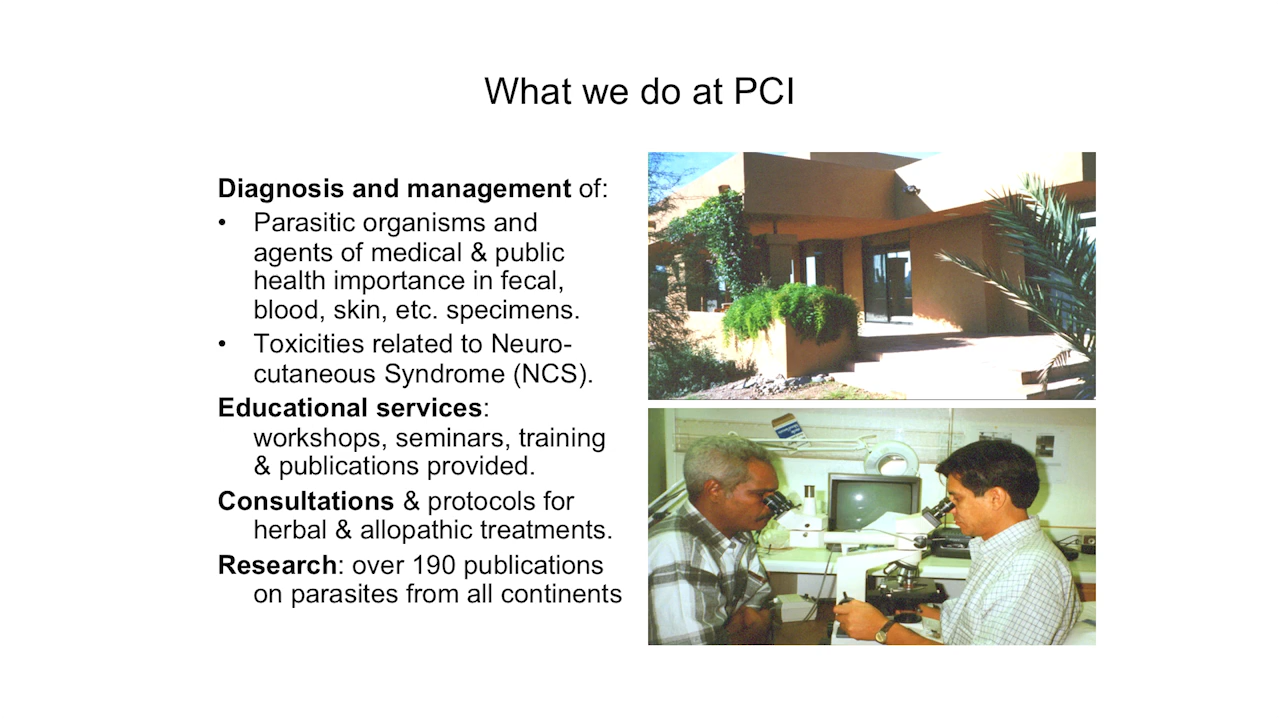 What we do at PCI
Diagnosis and management of:
• Parasitic organisms and
agents of medical & public
health importance in fecal,
blood, skin, etc. specimens.
• Toxicities related to Neuro-
cutaneous Syndrome (NCS).
Educational services:
workshops, seminars, training
& publications provided.
Consultations & protocols for
herbal & allopathic treatments.
Research: over 190 publications
on parasites from all continents